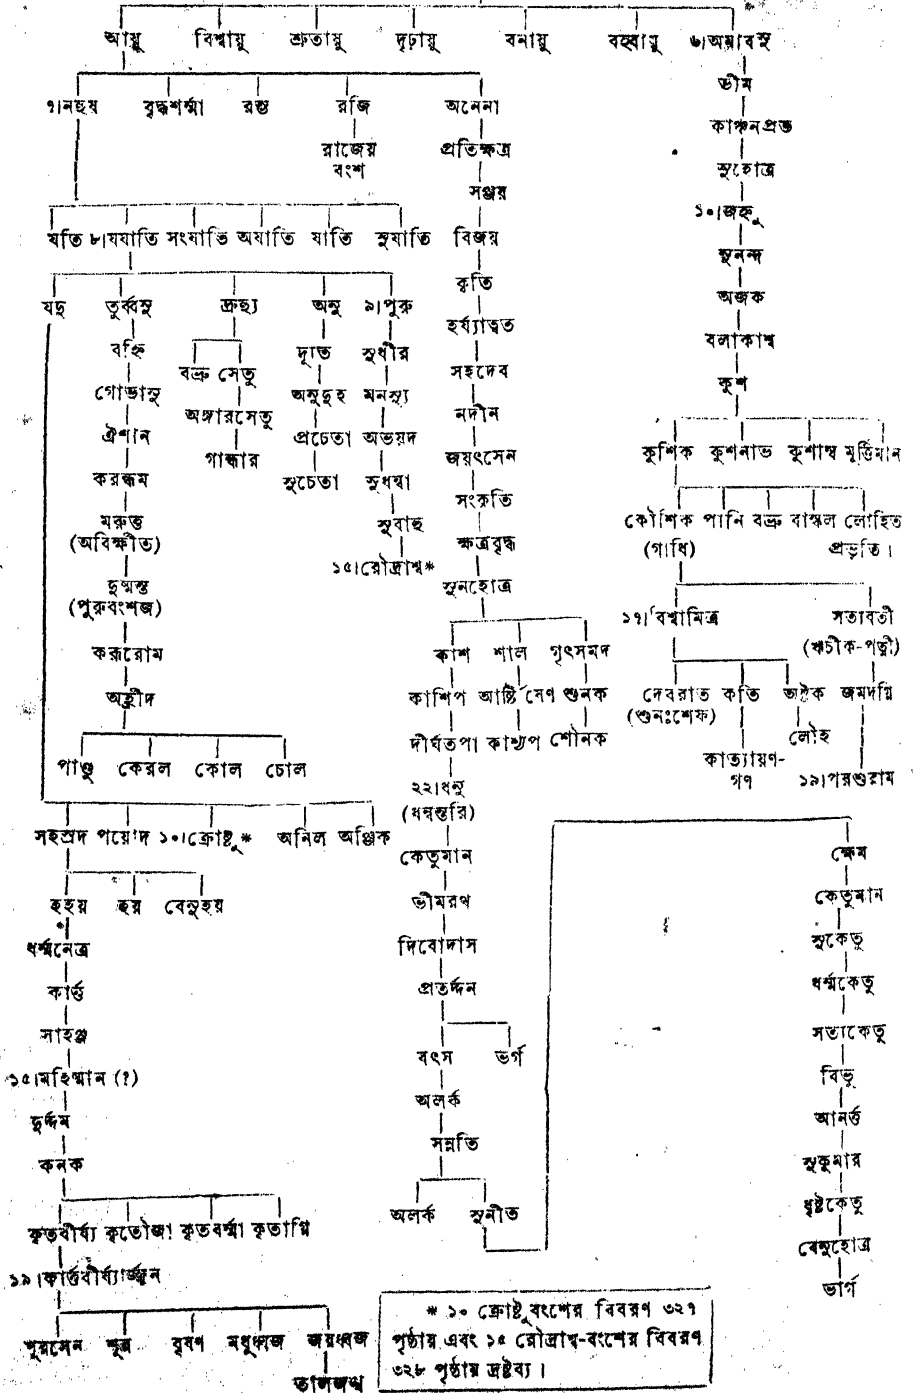 আয়ু বিশ্বায়ু শ্রুতায়ু দৃঢ়ায়ু বনায়ু বহ্বায়ু ৬।অমাবসু
ভীম
৭।নহুষ বৃদ্ধশর্ম্মা রম্ভ রজি অনেনা
কাঞ্চনপ্রভ
রাজেয় প্রতিক্ষত্র
বংশ
সুহোত্র
সঞ্জয়
১০।জহ্নু
যতি ৮।যযাতি সংযাতি অযাতি যাতি সুযাতি বিজয়
সুনন্দ
কৃতি
অজক
যদু তুর্ব্বসু দ্রুহ্যু অনু ৯।পুরু
হর্য্যাত্বত
বলাকাশ্ব
বহ্নি দ্যূত সুধীর
বভ্রু সেতু সহদেব
কুশ
গোভানু অনুদুহ মনস্যু
অঙ্গারসেতু নদীন
ঐশান প্রচেতা অভয়দ
গান্ধার জয়ৎসেন
কুশিক কুশনাভ কুশাম্ব মূর্ত্তিমান
করন্ধম সুচেতা সুধন্বা
সংকৃতি
মরুত্ত সুবাহু
(অবিক্ষীত) ক্ষত্রবৃদ্ধ
কৌশিক পানি বভ্রু বাস্কল লোহিত
(গাধি) প্রভৃতি।
১৫।রৌদ্রাশ্ব*
দুষ্মন্ত সুনহোত্র
(পুরুবংশজ)
১৭।বিশ্বামিত্র সত্যবতী
(ঋচীক-পত্নী)
করূরোম কাশ শাল গৃৎসমদ
অহ্রীদ কাশিপ আর্ষ্টিসেণ শুনক
দেবরাত কতি অষ্টক জমদগ্নি
(শুনঃশেফ)
দীর্ঘতপা কাশ্যপ শৌনক
লৌহ
পাণ্ডু কেরল কোল চোল
কাত্যায়ণ-
গণ
১৯।পরশুরাম
২২।ধনু
(ধন্বন্তরি)
সহস্রদ পয়োদ ১০।ক্রোষ্টু* অনিল অঞ্জিক
কেতুমান
ক্ষেম
হৈহয় হয় বেনুহয় ভীমরথ
কেতুমান
ধর্ম্মনেত্র দিবোদাস
সুকেতু
কার্ত্ত প্রতর্দ্দন
ধর্ম্মকেতু
সাহঞ্জ
সত্যকেতু
বৎস ভর্গ
১৫।মহিষ্মান (?)
বিভু
অলর্ক
দুর্দ্দম
আনর্ত্ত
সন্নতি
কনক
সুকুমার
অলর্ক সুনীত
ধৃষ্টকেতু
কৃতবীর্য্য কৃতৌজা কৃতবর্ম্মা কৃতাগ্নি
বেনুহোত্র
১৯।কার্ত্তবীর্য্যার্জ্জুন
ভার্গ
শূরসেন শূর বৃষণ মধুধ্বজ জয়ধ্বজ
তালজঙ্ঘ
* ১০ ক্রোষ্টুবংশের বিবরণ ৩২৭
পৃষ্ঠায় এবং ১৫ রৌদ্রাশ্ব-বংশের বিবরণ
৩২৮ পৃষ্ঠায় দ্রষ্টব্য।